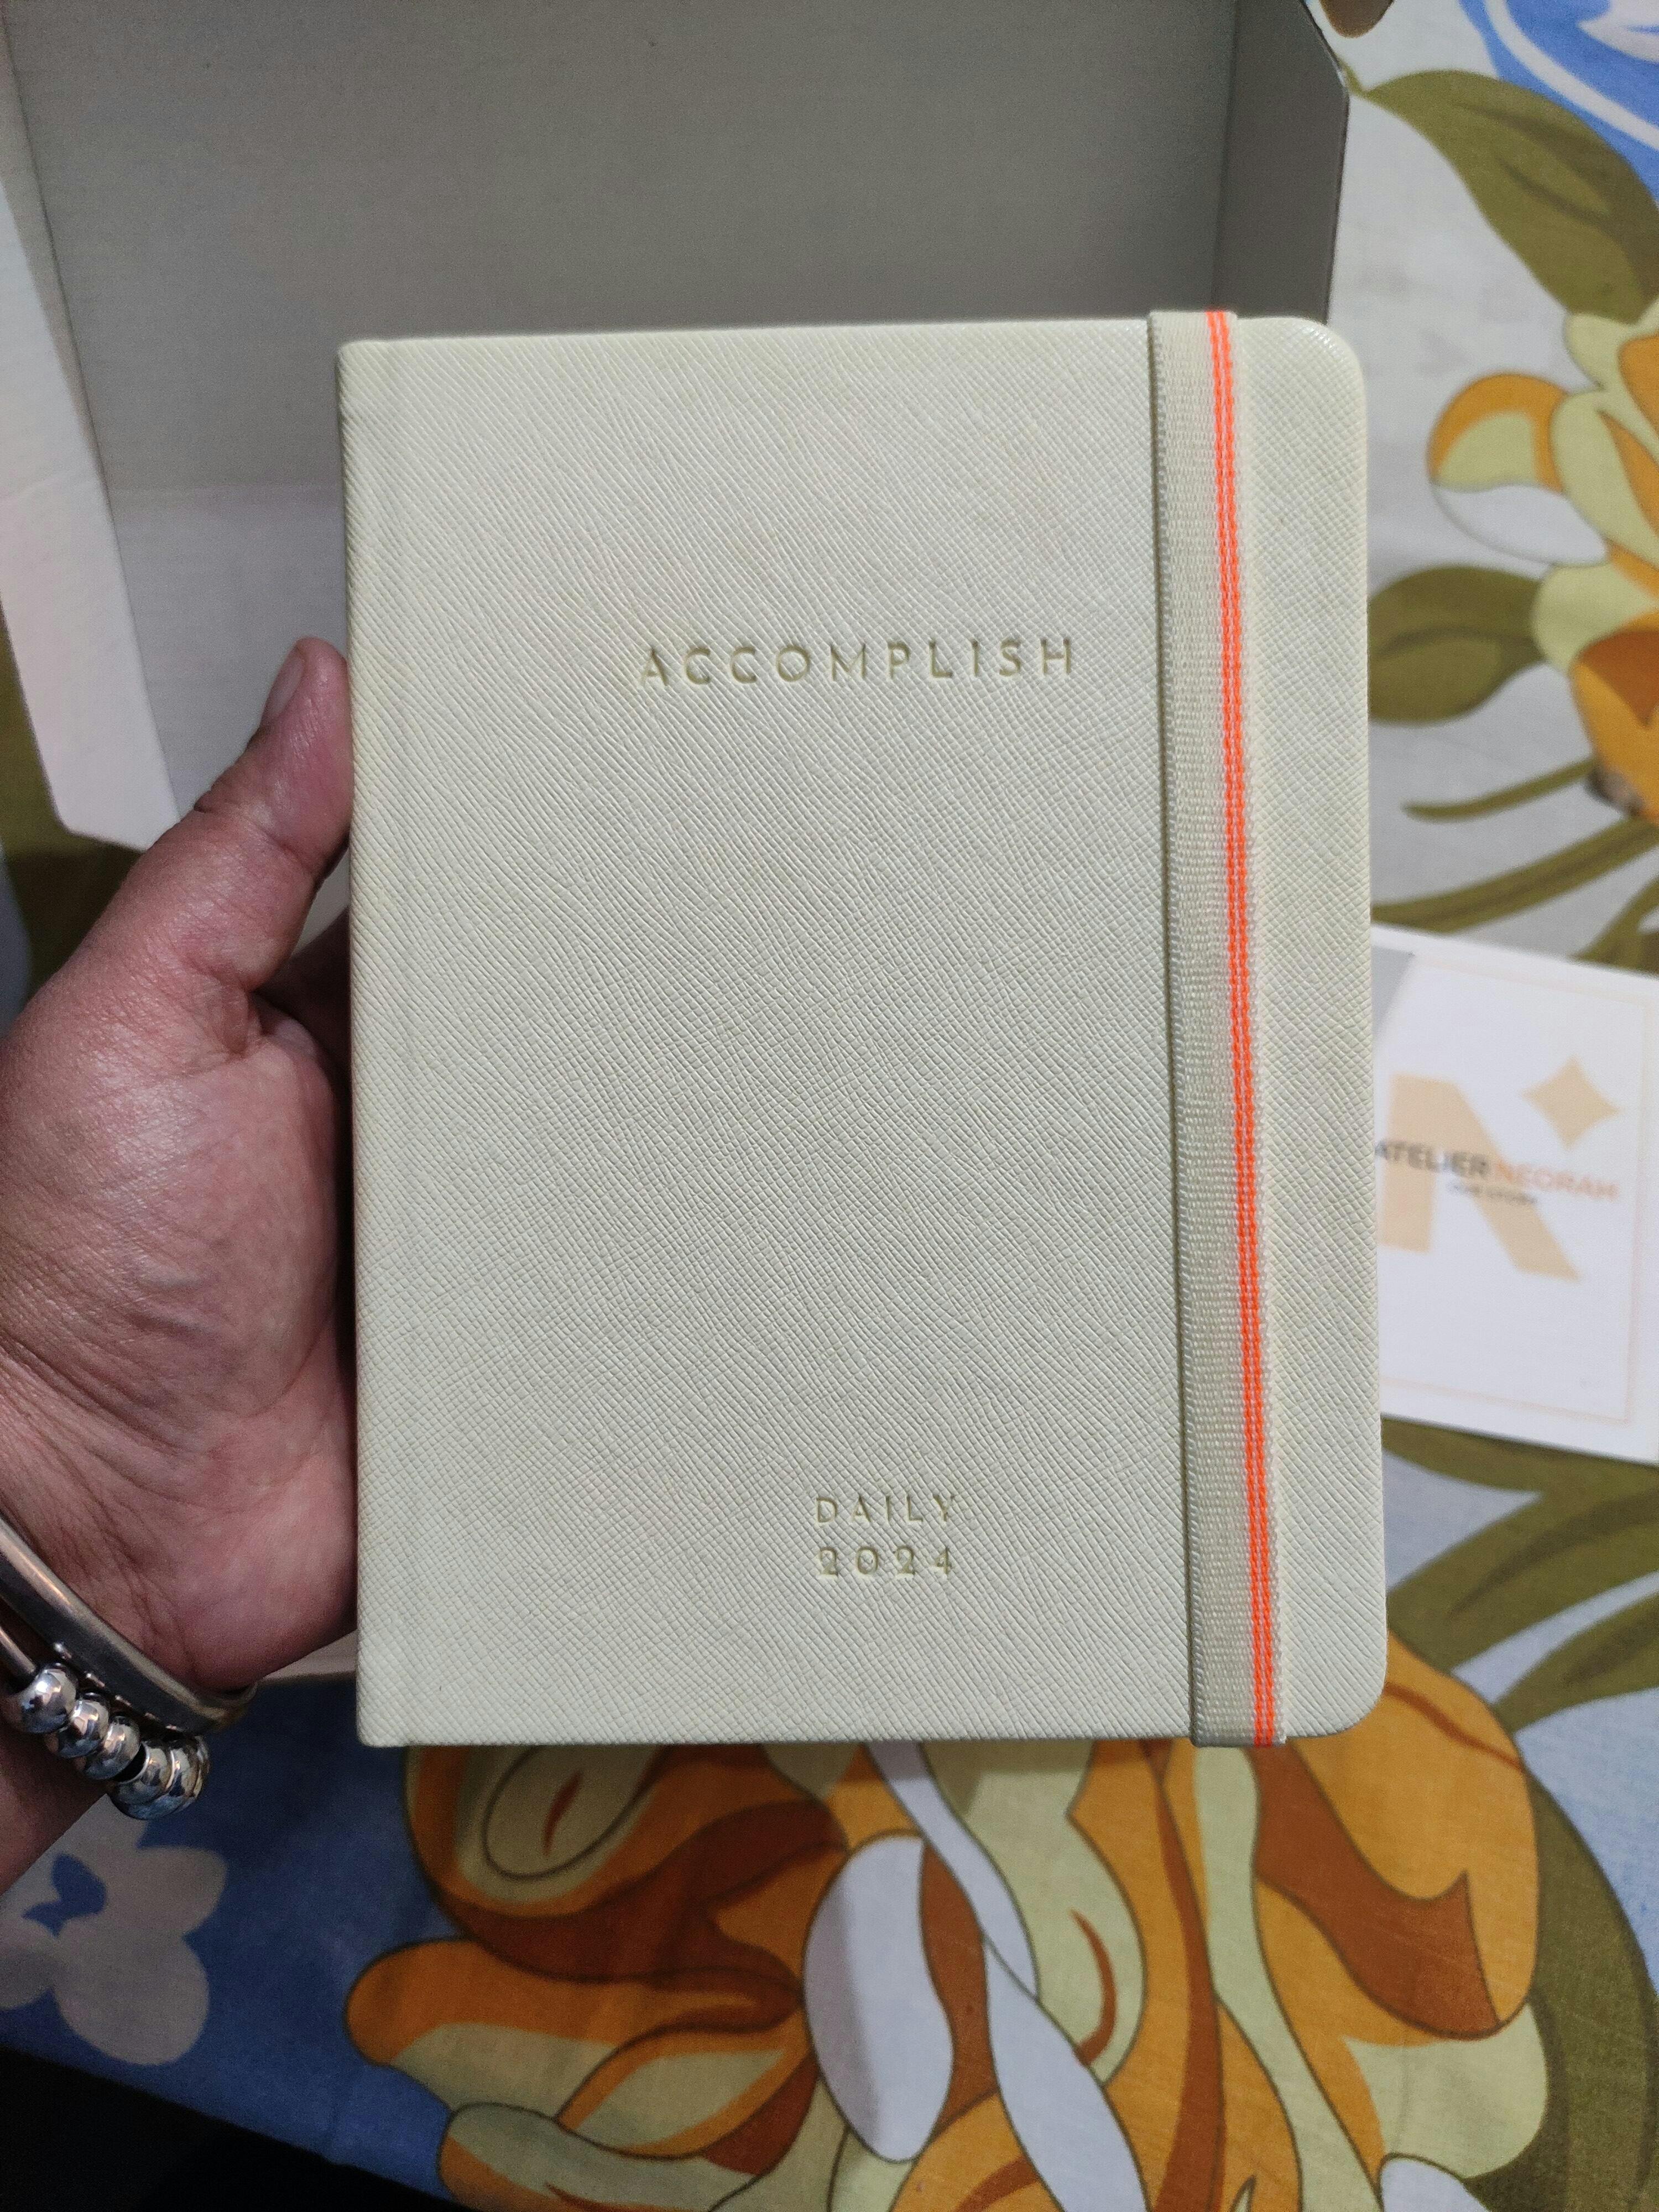 ACCOMPLISH
DAILY
2024
ATELIER NEORAH